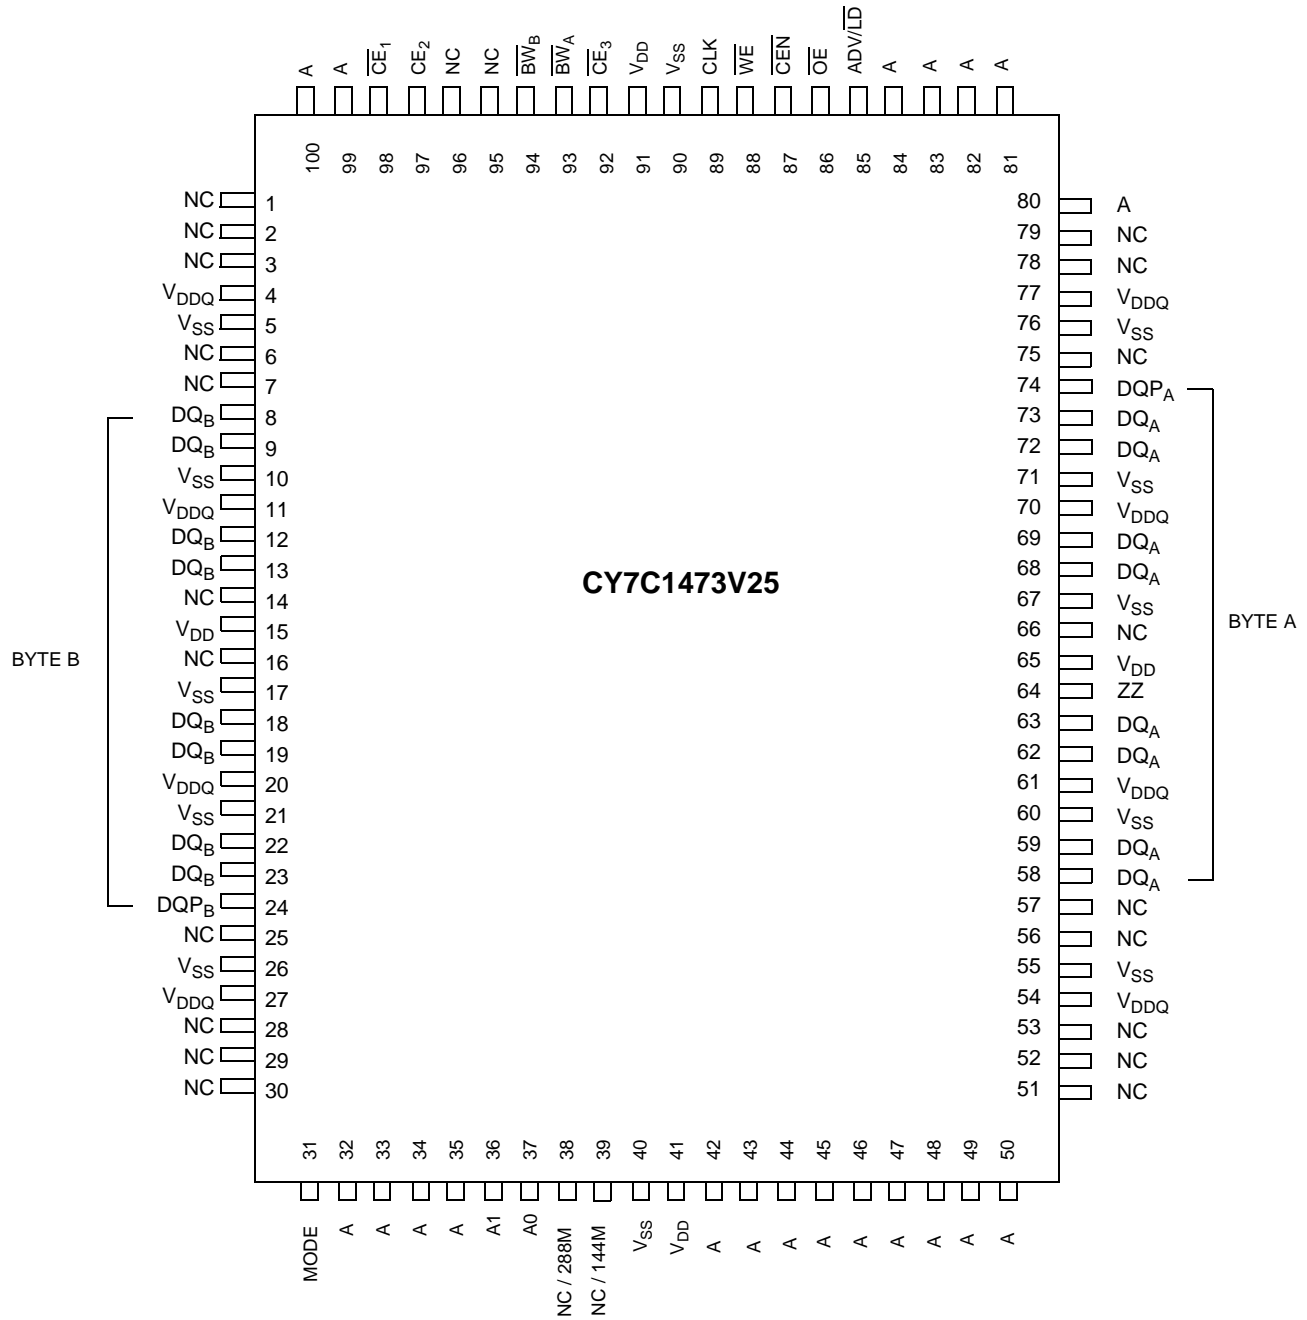 A A CE1 CE2 NC NC BWB BWA CE3 VDD VSS CLK WE CEN OE ADV/LD A A A A
100 99 98 97 96 95 94 93 92 91 90 89 88 87 86 85 84 83 82 81
NC 1
NC 2
NC 3
VDDQ 4
VSS 5
NC 6
NC 7
DQB 8
DQB 9
VSS 10
VDDQ 11
DQB 12
DQB 13
NC 14
VDD 15
NC 16
VSS 17
DQB 18
DQB 19
VDDQ 20
VSS 21
DQB 22
DQB 23
DQPB 24
NC 25
VSS 26
VDDQ 27
NC 28
NC 29
NC 30
BYTE B
CY7C1473V25
80 A
79 NC
78 NC
77 VDDQ
76 VSS
75 NC
74 DQPA
73 DQA
72 DQA
71 VSS
70 VDDQ
69 DQA
68 DQA
67 VSS
66 NC
65 VDD
64 ZZ
63 DQA
62 DQA
61 VDDQ
60 VSS
59 DQA
58 DQA
57 NC
56 NC
55 VSS
54 VDDQ
53 NC
52 NC
51 NC
BYTE A
31 32 33 34 35 36 37 38 39 40 41 42 43 44 45 46 47 48 49 50
MODE A A A A A1 A0 NC / 288M NC / 144M VSS VDD A A A A A A A A A